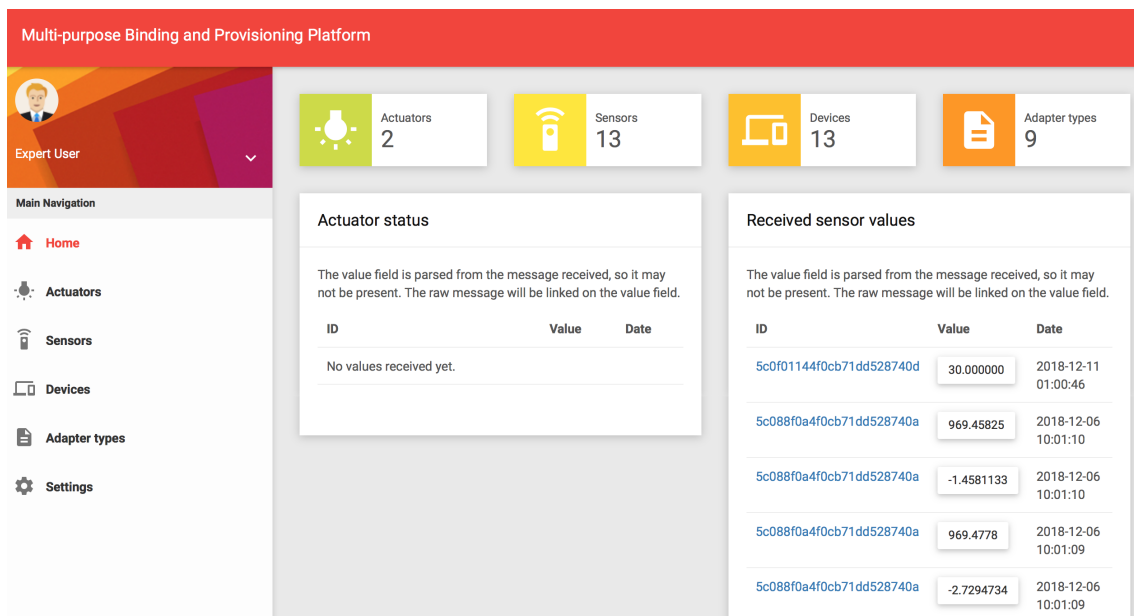 Multi-purpose Binding and Provisioning Platform
Expert User
Main Navigation
Home
Actuators
Sensors
Devices
Adapter types
Settings
Actuators
2
Sensors
13
Devices
13
Adapter types
9
Actuator status
The value field is parsed from the message received, so it may
not be present. The raw message will be linked on the value field.
ID Value Date
No values received yet.
Received sensor values
The value field is parsed from the message received, so it may
not be present. The raw message will be linked on the value field.
ID Value Date
5c0f01144f0cb71dd528740d 30.000000 2018-12-11
01:00:46
5c088f0a4f0cb71dd528740a 969.45825 2018-12-06
10:01:10
5c088f0a4f0cb71dd528740a -1.4581133 2018-12-06
10:01:10
5c088f0a4f0cb71dd528740a 969.4778 2018-12-06
10:01:09
5c088f0a4f0cb71dd528740a -2.7294734 2018-12-06
10:01:09